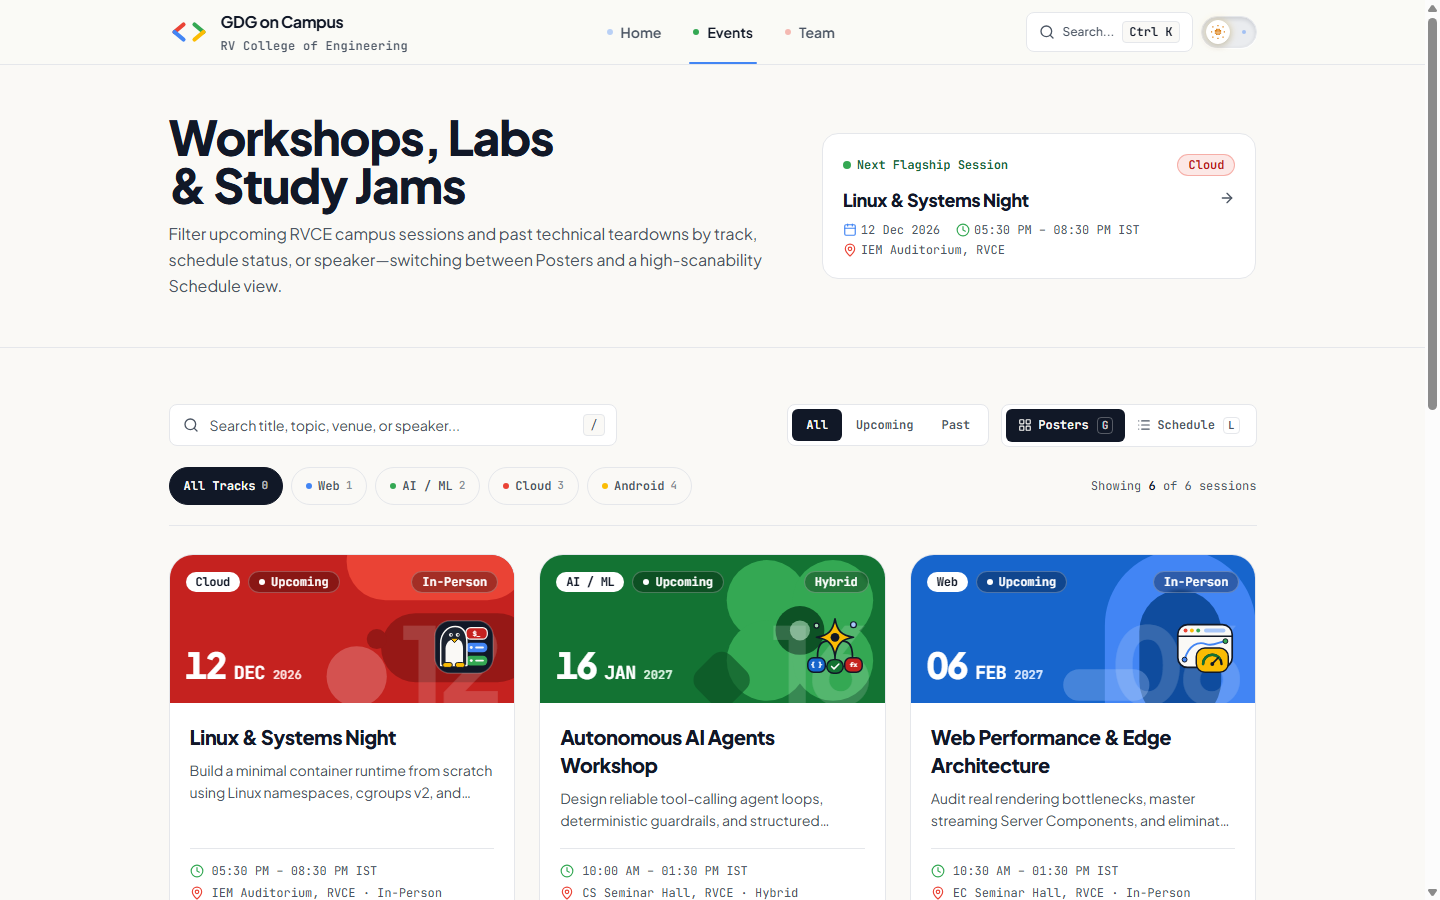 GDG on Campus
RV College of Engineering
Home
Events
Team
Search...
Ctrl K
Workshops, Labs
& Study Jams
Filter upcoming RVCE campus sessions and past technical teardowns by track,
schedule status, or speaker—switching between Posters and a high-scanability
Schedule view.
Next Flagship Session
Cloud
Linux & Systems Night
12 Dec 2026
05:30 PM – 08:30 PM IST
IEM Auditorium, RVCE
Search title, topic, venue, or speaker...
/
All
Upcoming
Past
Posters G
Schedule L
All Tracks 0
Web 1
AI / ML 2
Cloud 3
Android 4
Showing 6 of 6 sessions
Cloud
Upcoming
In-Person
12 DEC 2026
12
$_
Linux & Systems Night
Build a minimal container runtime from scratch
using Linux namespaces, cgroups v2, and…
05:30 PM – 08:30 PM IST
IEM Auditorium, RVCE · In-Person
AI / ML
Upcoming
Hybrid
16 JAN 2027
16
{ }
fx
Autonomous AI Agents
Workshop
Design reliable tool-calling agent loops,
deterministic guardrails, and structured…
10:00 AM – 01:30 PM IST
CS Seminar Hall, RVCE · Hybrid
Web
Upcoming
In-Person
06 FEB 2027
06
Web Performance & Edge
Architecture
Audit real rendering bottlenecks, master
streaming Server Components, and eliminat…
10:30 AM – 01:30 PM IST
EC Seminar Hall, RVCE · In-Person